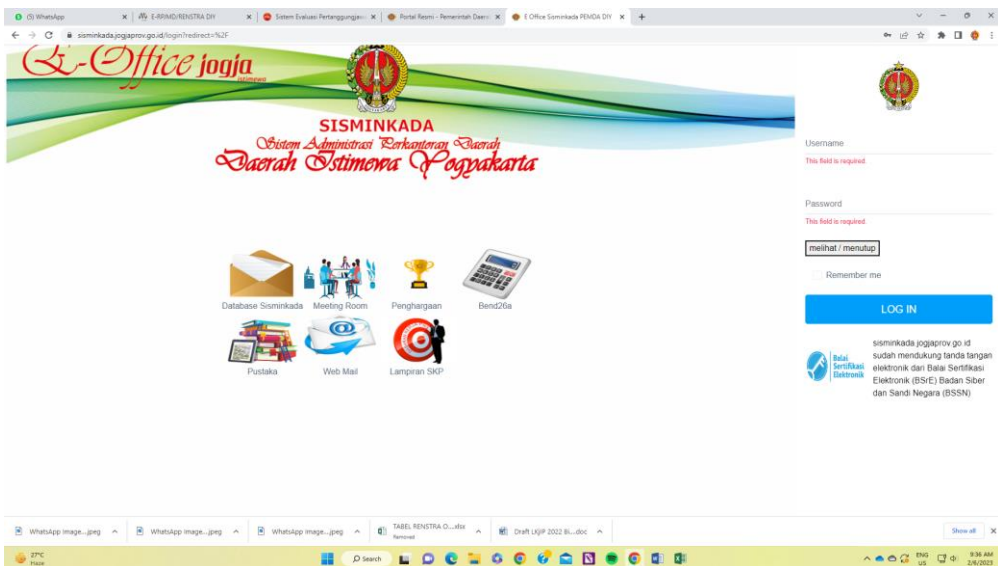 (5) WhatsApp
E-RPJMD/RENSTRA DIY
Sistem Evaluasi Pertanggungjaw
Portal Resmi - Pemerintah Daera
E Office Sisminkada PEMDA DIY
sisminkada.jogjaprov.go.id/login?redirect=%2F
E-Office jogja
istimewa
SISMINKADA
Sistem Administrasi Perkantoran Daerah
Daerah Istimewa Yogyakarta
Database Sisminkada
Meeting Room
Penghargaan
Bend26a
Pustaka
Web Mail
Lampiran SKP
Username
This field is required
Password
This field is required
melihat / menutup
Remember me
LOG IN
Balai
Sertifikasi
Elektronik
sisminkada.jogjaprov.go.id
sudah mendukung tanda tangan
elektronik dari Balai Sertifikasi
Elektronik (BSrE) Badan Siber
dan Sandi Negara (BSSN)
WhatsApp Image...jpeg
WhatsApp Image...jpeg
WhatsApp Image...jpeg
TABEL RENSTRA O....xlsx
Removed
Draft LKjIP 2022 Bi....doc
Show all
27°C
Haze
Search
ENG
US
9:36 AM
2/6/2023